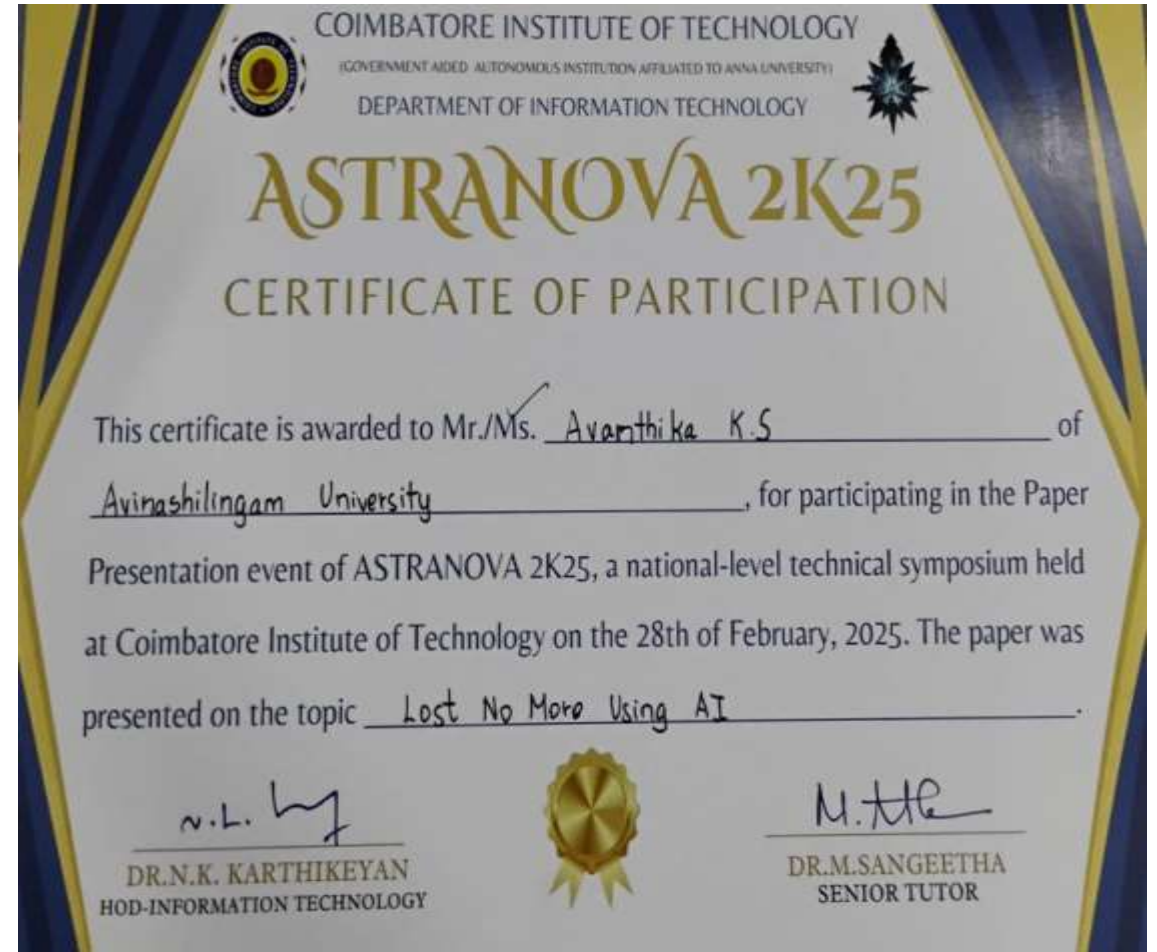 COIMBATORE INSTITUTE OF TECHNOLOGY
(GOVERNMENT AIDED AUTONOMOUS INSTITUTION AFFILIATED TO ANNA UNIVERSITY)
DEPARTMENT OF INFORMATION TECHNOLOGY
ASTRANOVA 2K25
CERTIFICATE OF PARTICIPATION
This certificate is awarded to Mr./Ms. Avanthika K.S of
Avinashilingam University, for participating in the Paper
Presentation event of ASTRANOVA 2K25, a national-level technical symposium held
at Coimbatore Institute of Technology on the 28th of February, 2025. The paper was
presented on the topic Lost No More Using AI.
DR.N.K. KARTHIKEYAN
HOD-INFORMATION TECHNOLOGY
DR.M.SANGEETHA
SENIOR TUTOR